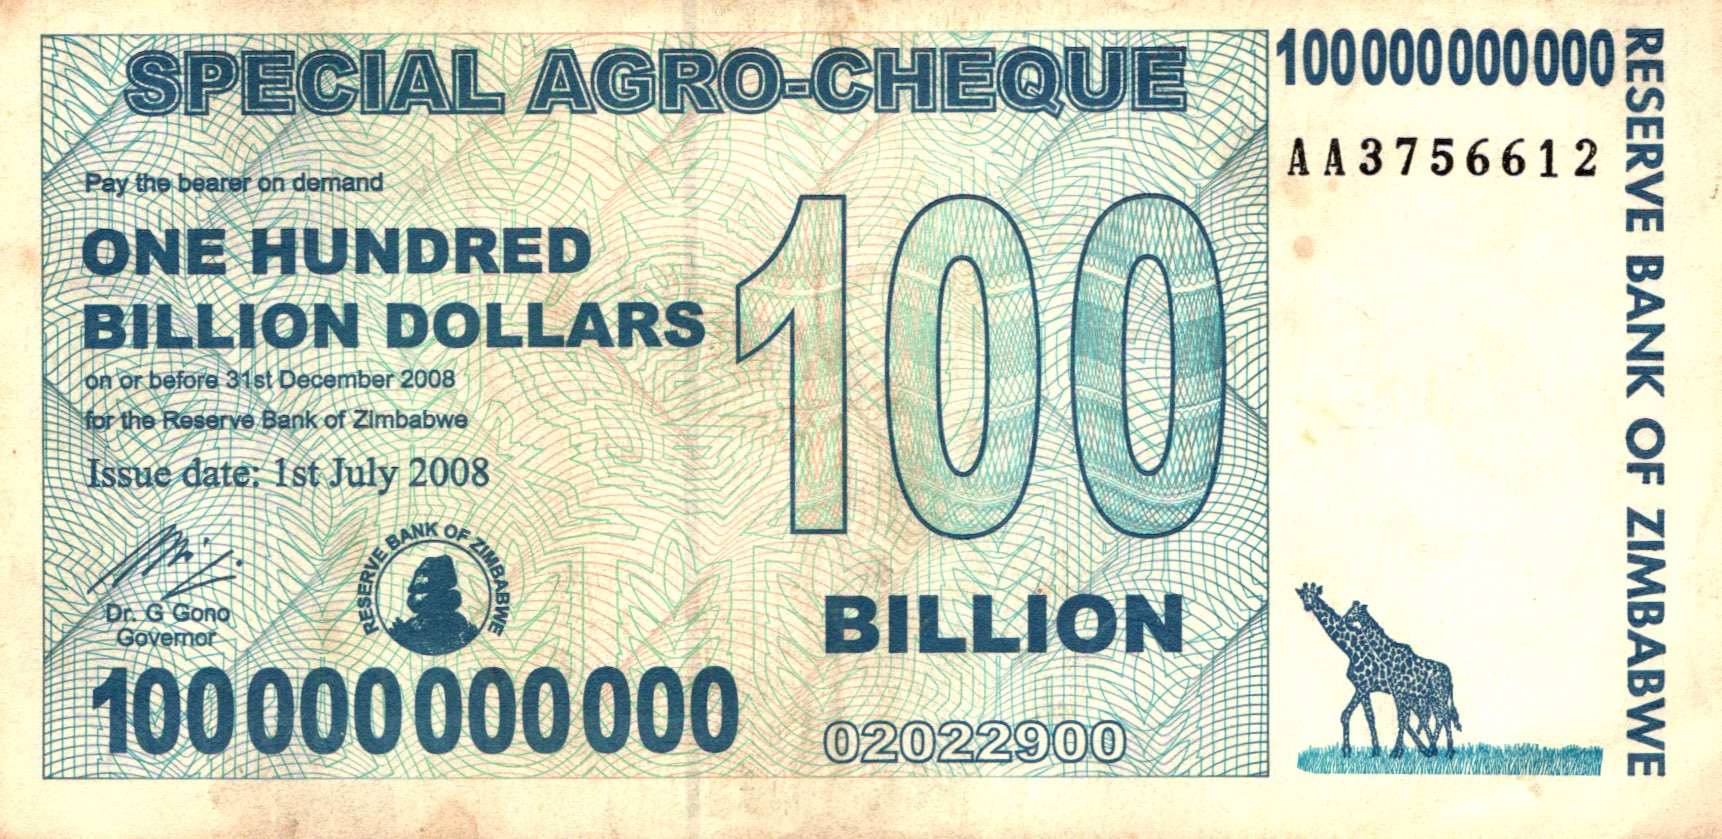 SPECIAL AGRO-CHEQUE
100000000000
AA3756612
Pay the bearer on demand
ONE HUNDRED
BILLION DOLLARS
on or before 31st December 2008
for the Reserve Bank of Zimbabwe
Issue date: 1st July 2008
100
BILLION
Dr. G Gono
Governor
RESERVE BANK OF ZIMBABWE
100000000000
02022900
RESERVE BANK OF ZIMBABWE